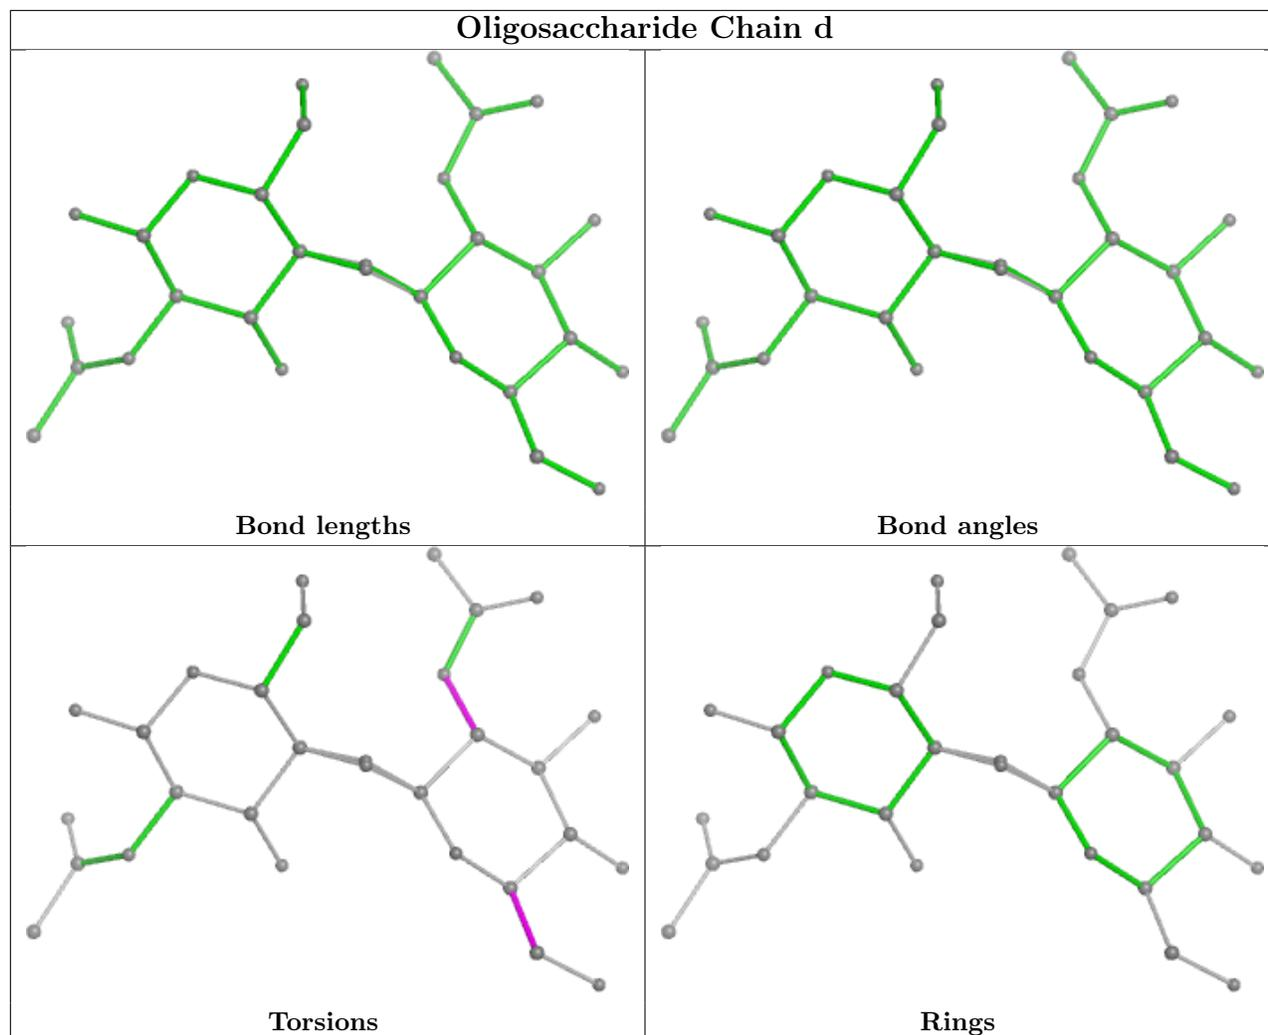 Oligosaccharide Chain d
Bond lengths
Bond angles
Torsions
Rings